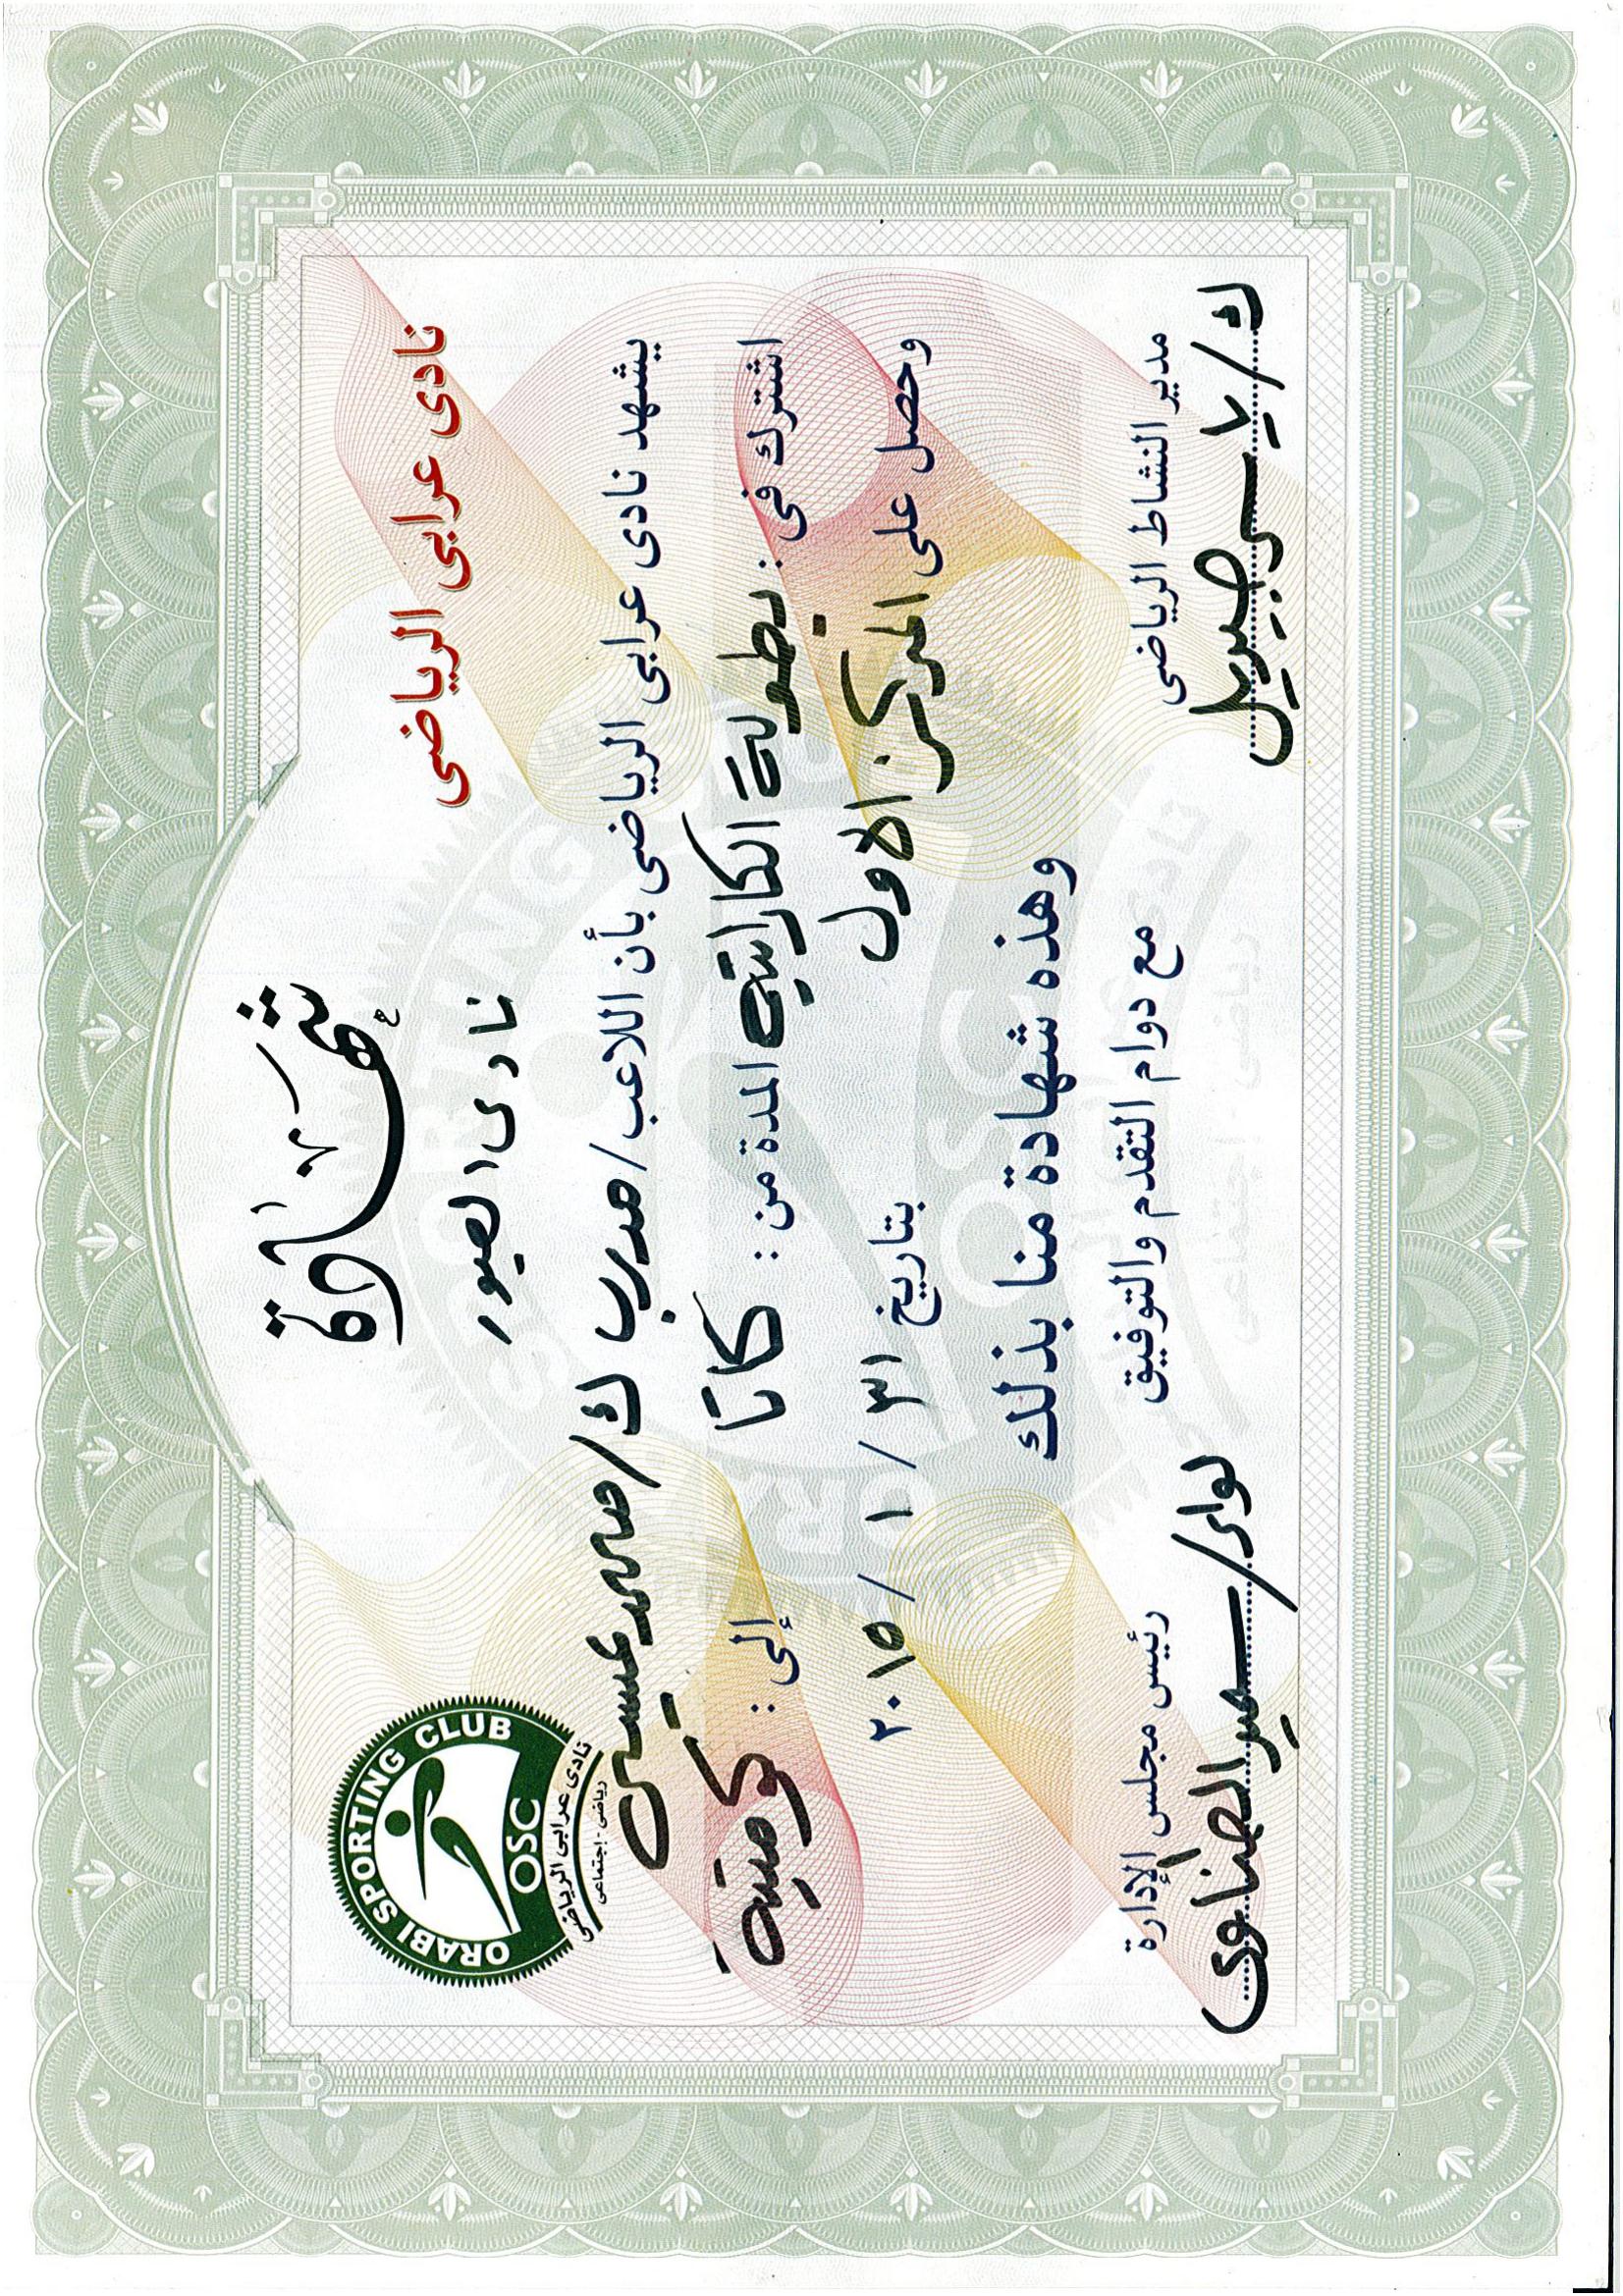 شهادة
نادى عرابى الرياضى
ORABI SPORTING CLUB
OSC
نادى عرابى الرياضى
رياضى - إجتماعى
نادى الصيور
يشهد نادى عرابى الرياضى بأن اللاعب / مدرب ك/ محمد
اشترك فى : بطولة الكاراتيه المدة من : كاتا إلى : كومتية
وحصل على المركز الاول بتاريخ ٣١ / ١ / ٢٠١٥
وهذه شهادة منا بذلك
مع دوام التقدم والتوفيق
مدير النشاط الرياضى
ك/ ياسر جبريل
رئيس مجلس الإدارة
لواء/ سمير الطناوى